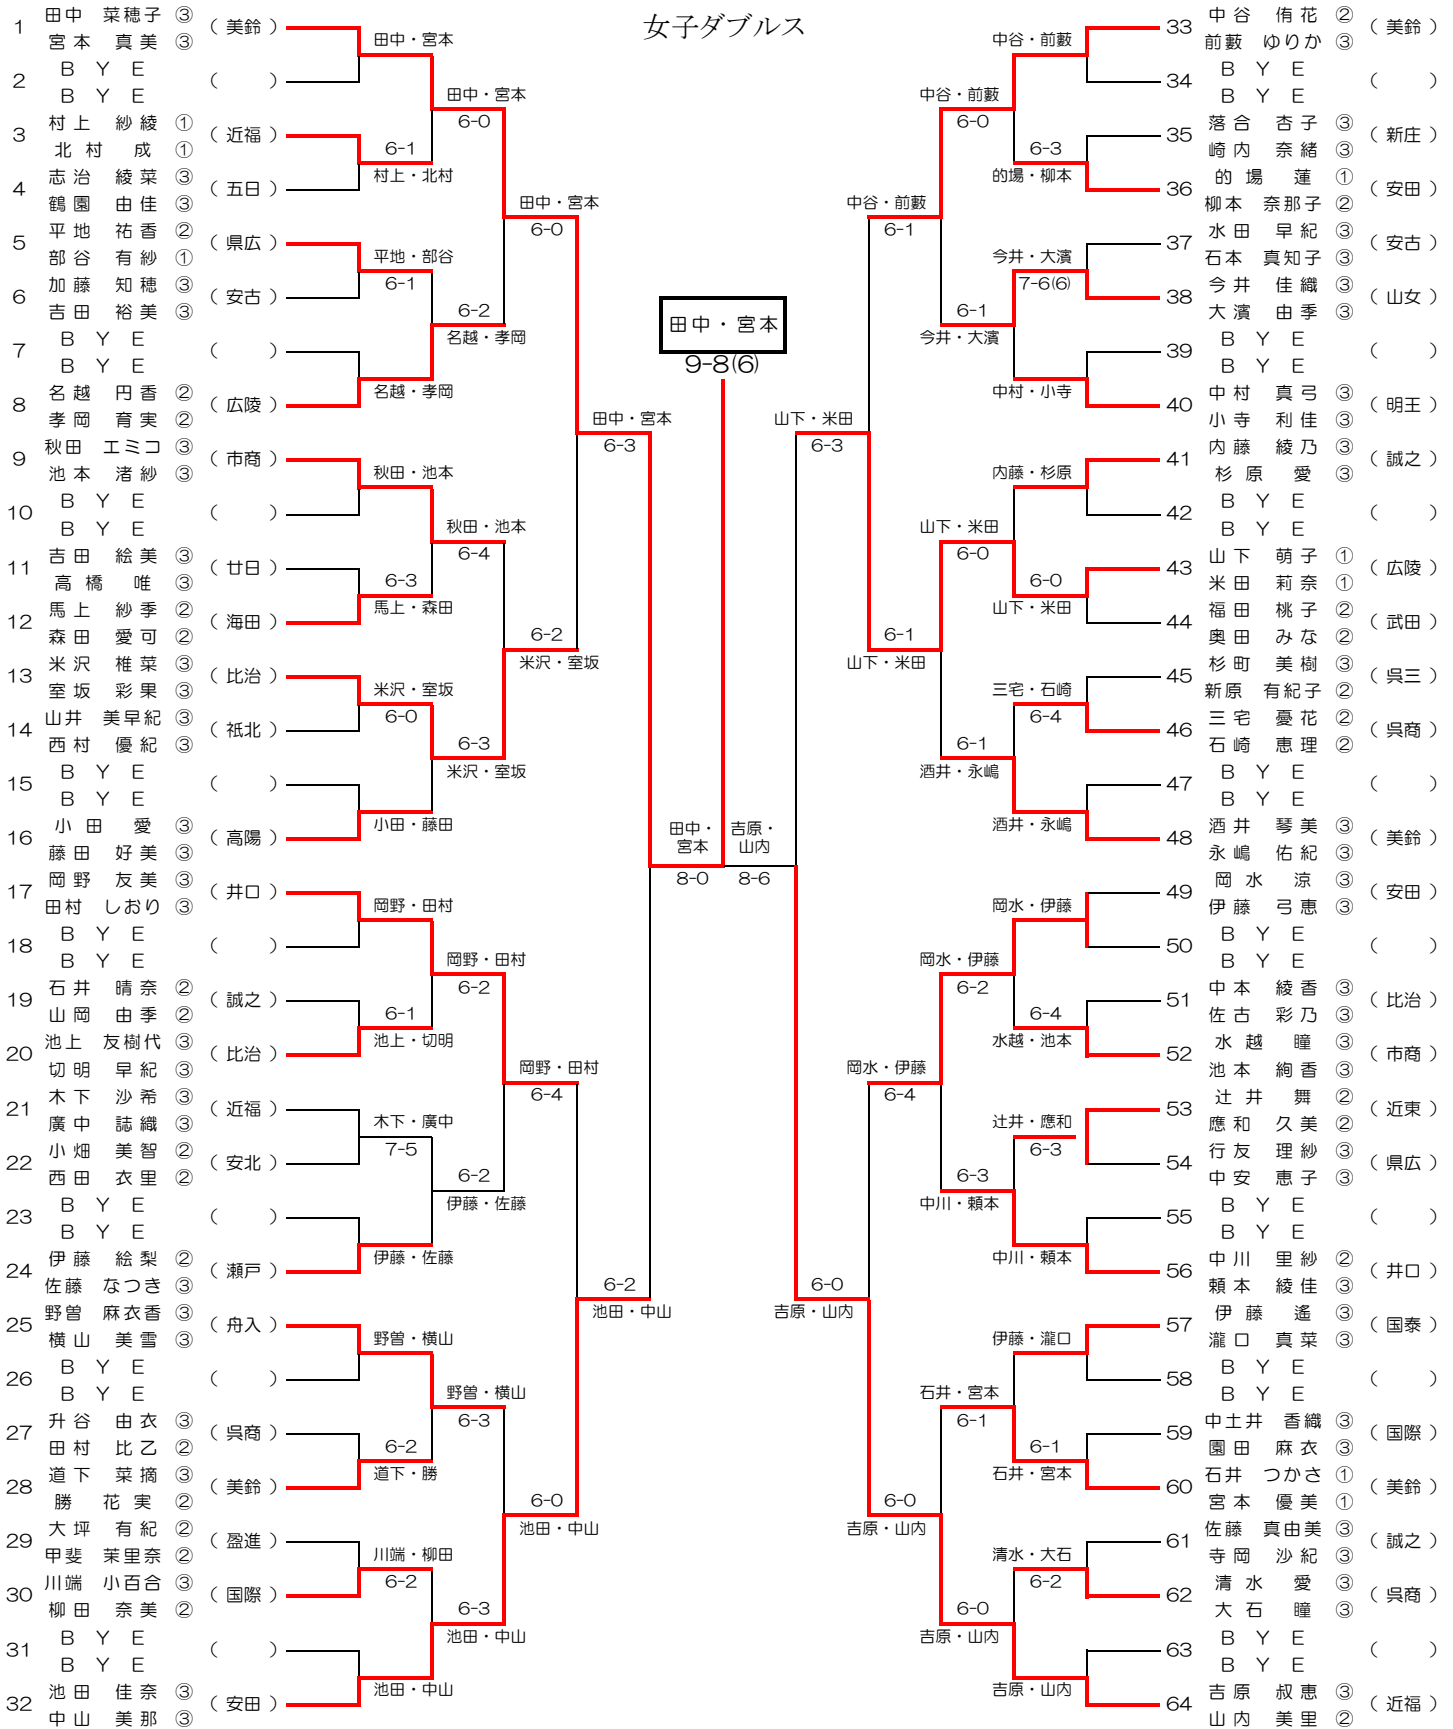 女子ダブルス
1 田中 菜穂子 ③ 宮本 真美 ③ (美鈴)
2 BYE BYE ( )
3 村上 紗綾 ① 北村 成 ① (近福)
4 志治 綾菜 ③ 鶴園 由佳 ③ (五日)
5 平地 祐香 ② 部谷 有紗 ① (県広)
6 加藤 知穂 ③ 吉田 裕美 ③ (安古)
7 BYE BYE ( )
8 名越 円香 ② 孝岡 育実 ② (広陵)
9 秋田 エミコ ③ 池本 渚紗 ③ (市商)
10 BYE BYE ( )
11 吉田 絵美 ③ 高橋 唯 ③ (廿日)
12 馬上 紗季 ② 森田 愛可 ② (海田)
13 米沢 椎菜 ③ 室坂 彩果 ③ (比治)
14 山井 美早紀 ③ 西村 優紀 ③ (祇北)
15 BYE BYE ( )
16 小田 愛 ③ 藤田 好美 ③ (高陽)
17 岡野 友美 ③ 田村 しおり ③ (井口)
18 BYE BYE ( )
19 石井 晴奈 ② 山岡 由季 ② (誠之)
20 池上 友樹代 ③ 切明 早紀 ③ (比治)
21 木下 沙希 ③ 廣中 誌織 ③ (近福)
22 小畑 美智 ② 西田 衣里 ② (安北)
23 BYE BYE ( )
24 伊藤 絵梨 ② 佐藤 なつき ③ (瀬戸)
25 野曽 麻衣香 ③ 横山 美雪 ③ (舟入)
26 BYE BYE ( )
27 升谷 由衣 ③ 田村 比乙 ② (呉商)
28 道下 菜摘 ③ 勝 花実 ② (美鈴)
29 大坪 有紀 ② 甲斐 茉里奈 ② (盈進)
30 川端 小百合 ③ 柳田 奈美 ② (国際)
31 BYE BYE ( )
32 池田 佳奈 ③ 中山 美那 ③ (安田)
田中・宮本
6-1
村上・北村
平地・部谷
6-1
名越・孝岡
秋田・池本
6-3
馬上・森田
米沢・室坂
6-0
小田・藤田
岡野・田村
6-1
池上・切明
木下・廣中
7-5
伊藤・佐藤
野曽・横山
6-2
道下・勝
川端・柳田
6-2
池田・中山
田中・宮本
6-0
6-2
名越・孝岡
秋田・池本
6-4
6-3
米沢・室坂
岡野・田村
6-2
6-2
伊藤・佐藤
野曽・横山
6-3
6-3
池田・中山
田中・宮本
6-0
6-2
米沢・室坂
岡野・田村
6-4
6-0
池田・中山
田中・宮本
6-3
6-2
池田・中山
田中・宮本
9-8(6)
田中・宮本
8-0
吉原・山内
8-6
山下・米田
6-3
6-0
吉原・山内
中谷・前藪
6-1
6-1
山下・米田
岡水・伊藤
6-4
6-0
吉原・山内
中谷・前藪
6-0
6-1
今井・大濱
山下・米田
6-0
6-1
酒井・永嶋
岡水・伊藤
6-2
6-3
中川・頼本
石井・宮本
6-1
6-0
吉原・山内
中谷・前藪
6-3
的場・柳本
今井・大濱
7-6(6)
中村・小寺
内藤・杉原
6-0
山下・米田
三宅・石崎
6-4
酒井・永嶋
岡水・伊藤
6-4
水越・池本
辻井・應和
6-3
中川・頼本
伊藤・瀧口
6-1
石井・宮本
清水・大石
6-2
吉原・山内
33 中谷 侑花 ② 前藪 ゆりか ③ (美鈴)
34 BYE BYE ( )
35 落合 杏子 ③ 崎内 奈緒 ③ (新庄)
36 的場 蓮 ① 柳本 奈那子 ② (安田)
37 水田 早紀 ③ 石本 真知子 ③ (安古)
38 今井 佳織 ③ 大濱 由季 ③ (山女)
39 BYE BYE ( )
40 中村 真弓 ③ 小寺 利佳 ③ (明王)
41 内藤 綾乃 ③ 杉原 愛 ③ (誠之)
42 BYE BYE ( )
43 山下 萌子 ① 米田 莉奈 ① (広陵)
44 福田 桃子 ② 奥田 みな ② (武田)
45 杉町 美樹 ③ 新原 有紀子 ② (呉三)
46 三宅 憂花 ② 石崎 恵理 ② (呉商)
47 BYE BYE ( )
48 酒井 琴美 ③ 永嶋 佑紀 ③ (美鈴)
49 岡水 涼 ③ 伊藤 弓恵 ③ (安田)
50 BYE BYE ( )
51 中本 綾香 ③ 佐古 彩乃 ③ (比治)
52 水越 瞳 ③ 池本 絢香 ③ (市商)
53 辻井 舞 ② 應和 久美 ② (近東)
54 行友 理紗 ③ 中安 恵子 ③ (県広)
55 BYE BYE ( )
56 中川 里紗 ② 頼本 綾佳 ③ (井口)
57 伊藤 遙 ③ 瀧口 真菜 ③ (国泰)
58 BYE BYE ( )
59 中土井 香織 ③ 園田 麻衣 ③ (国際)
60 石井 つかさ ① 宮本 優美 ① (美鈴)
61 佐藤 真由美 ③ 寺岡 沙紀 ③ (誠之)
62 清水 愛 ③ 大石 瞳 ③ (呉商)
63 BYE BYE ( )
64 吉原 叔恵 ③ 山内 美里 ② (近福)